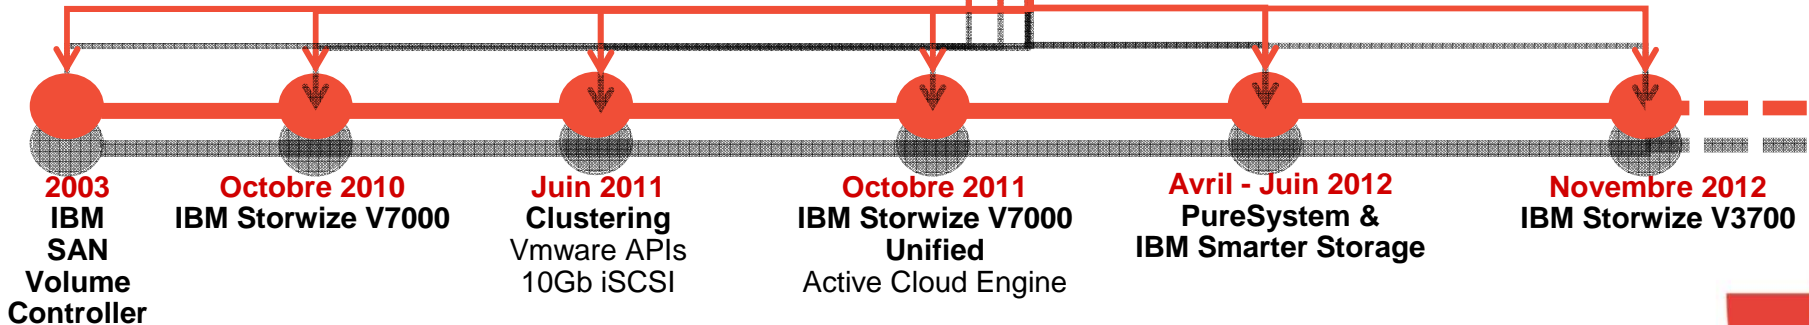 2003
IBM
SAN
Volume
Controller
Octobre 2010
IBM Storwize V7000
Juin 2011
Clustering
Vmware APIs
10Gb iSCSI
Octobre 2011
IBM Storwize V7000
Unified
Active Cloud Engine
Avril - Juin 2012
PureSystem &
IBM Smarter Storage
Novembre 2012
IBM Storwize V3700